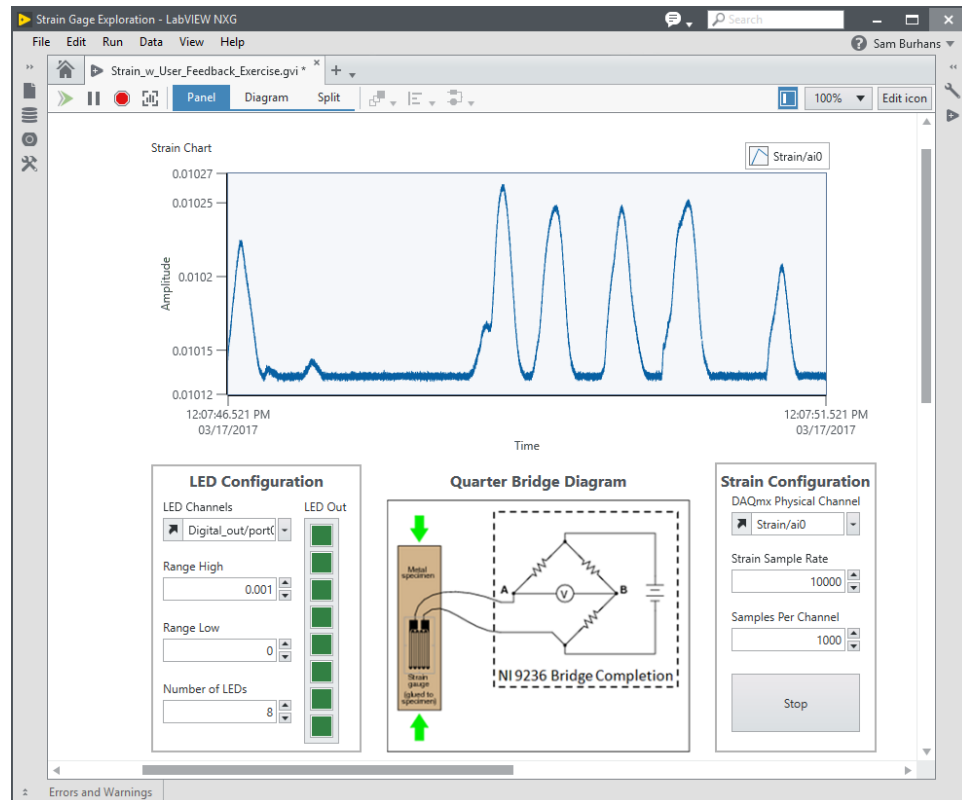 Strain Gage Exploration - LabVIEW NXG
Search
File Edit Run Data View Help
Sam Burhans
Strain_w_User_Feedback_Exercise.gvi *
Panel Diagram Split
100%
Edit icon
Strain Chart
Strain/ai0
0.01027
0.01025
0.0102
0.01015
0.01012
Amplitude
12:07:46.521 PM
03/17/2017
12:07:51.521 PM
03/17/2017
Time
LED Configuration
LED Channels
LED Out
Digital_out/port(
Range High
0.001
Range Low
0
Number of LEDs
8
Quarter Bridge Diagram
Metal
specimen
A
V
B
Strain
gauge
(glued to
specimen)
NI 9236 Bridge Completion
Strain Configuration
DAQmx Physical Channel
Strain/ai0
Strain Sample Rate
10000
Samples Per Channel
1000
Stop
Errors and Warnings